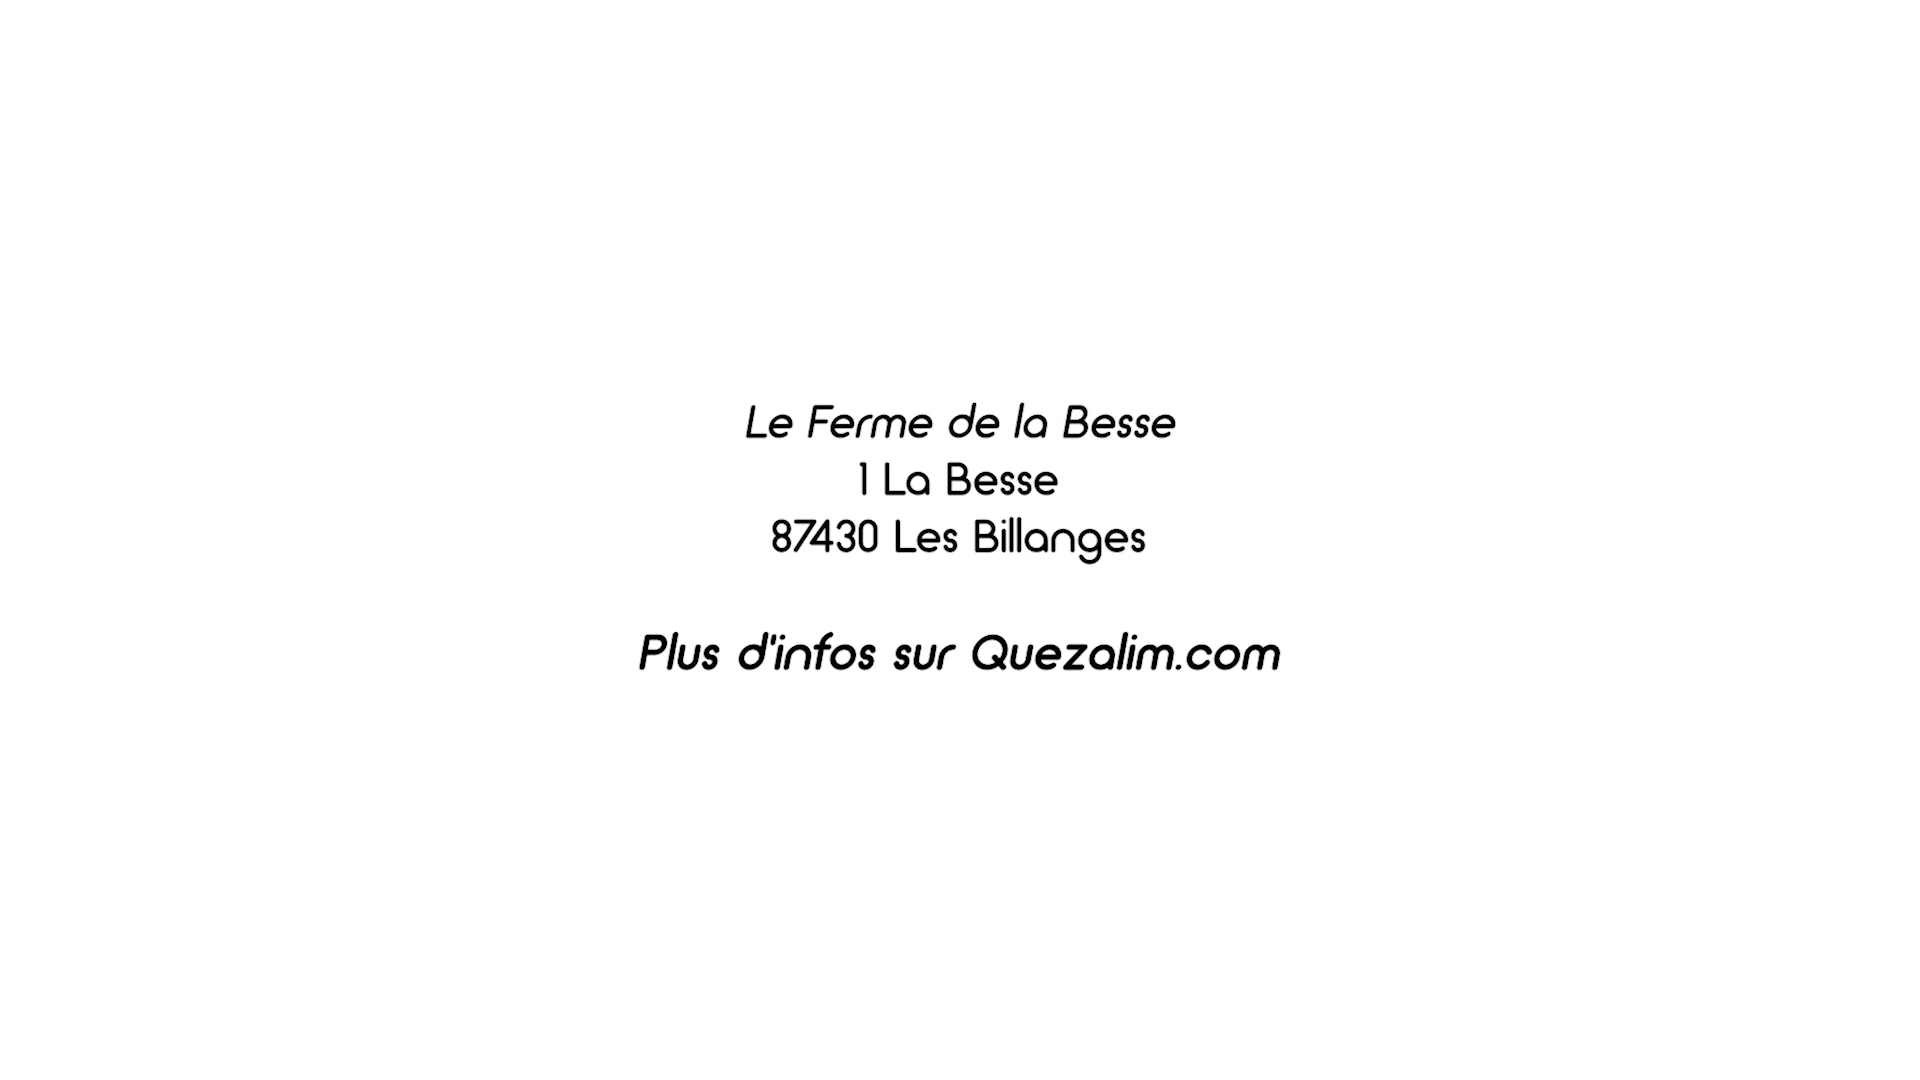 Le Ferme de la Besse
1 La Besse
87430 Les Billanges
Plus d'infos sur Quezalim.com